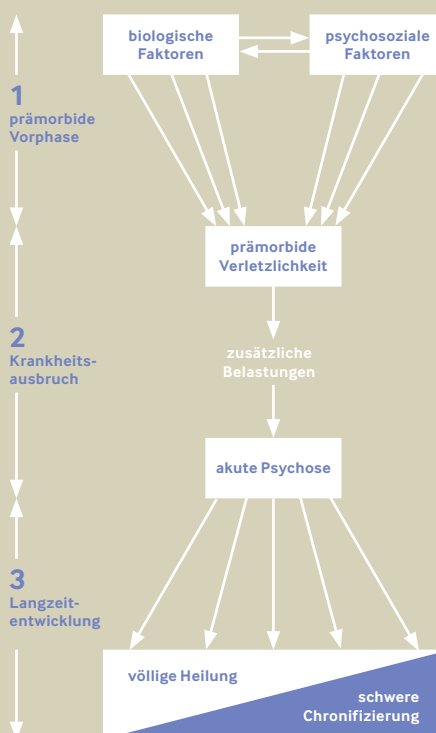 biologische
Faktoren
psychosoziale
Faktoren
1
prämorbide
Vorphase
prämorbide
Verletzlichkeit
2
Krankheits-
ausbruch
zusätzliche
Belastungen
akute Psychose
3
Langzeit-
entwicklung
völlige Heilung
schwere
Chronifizierung